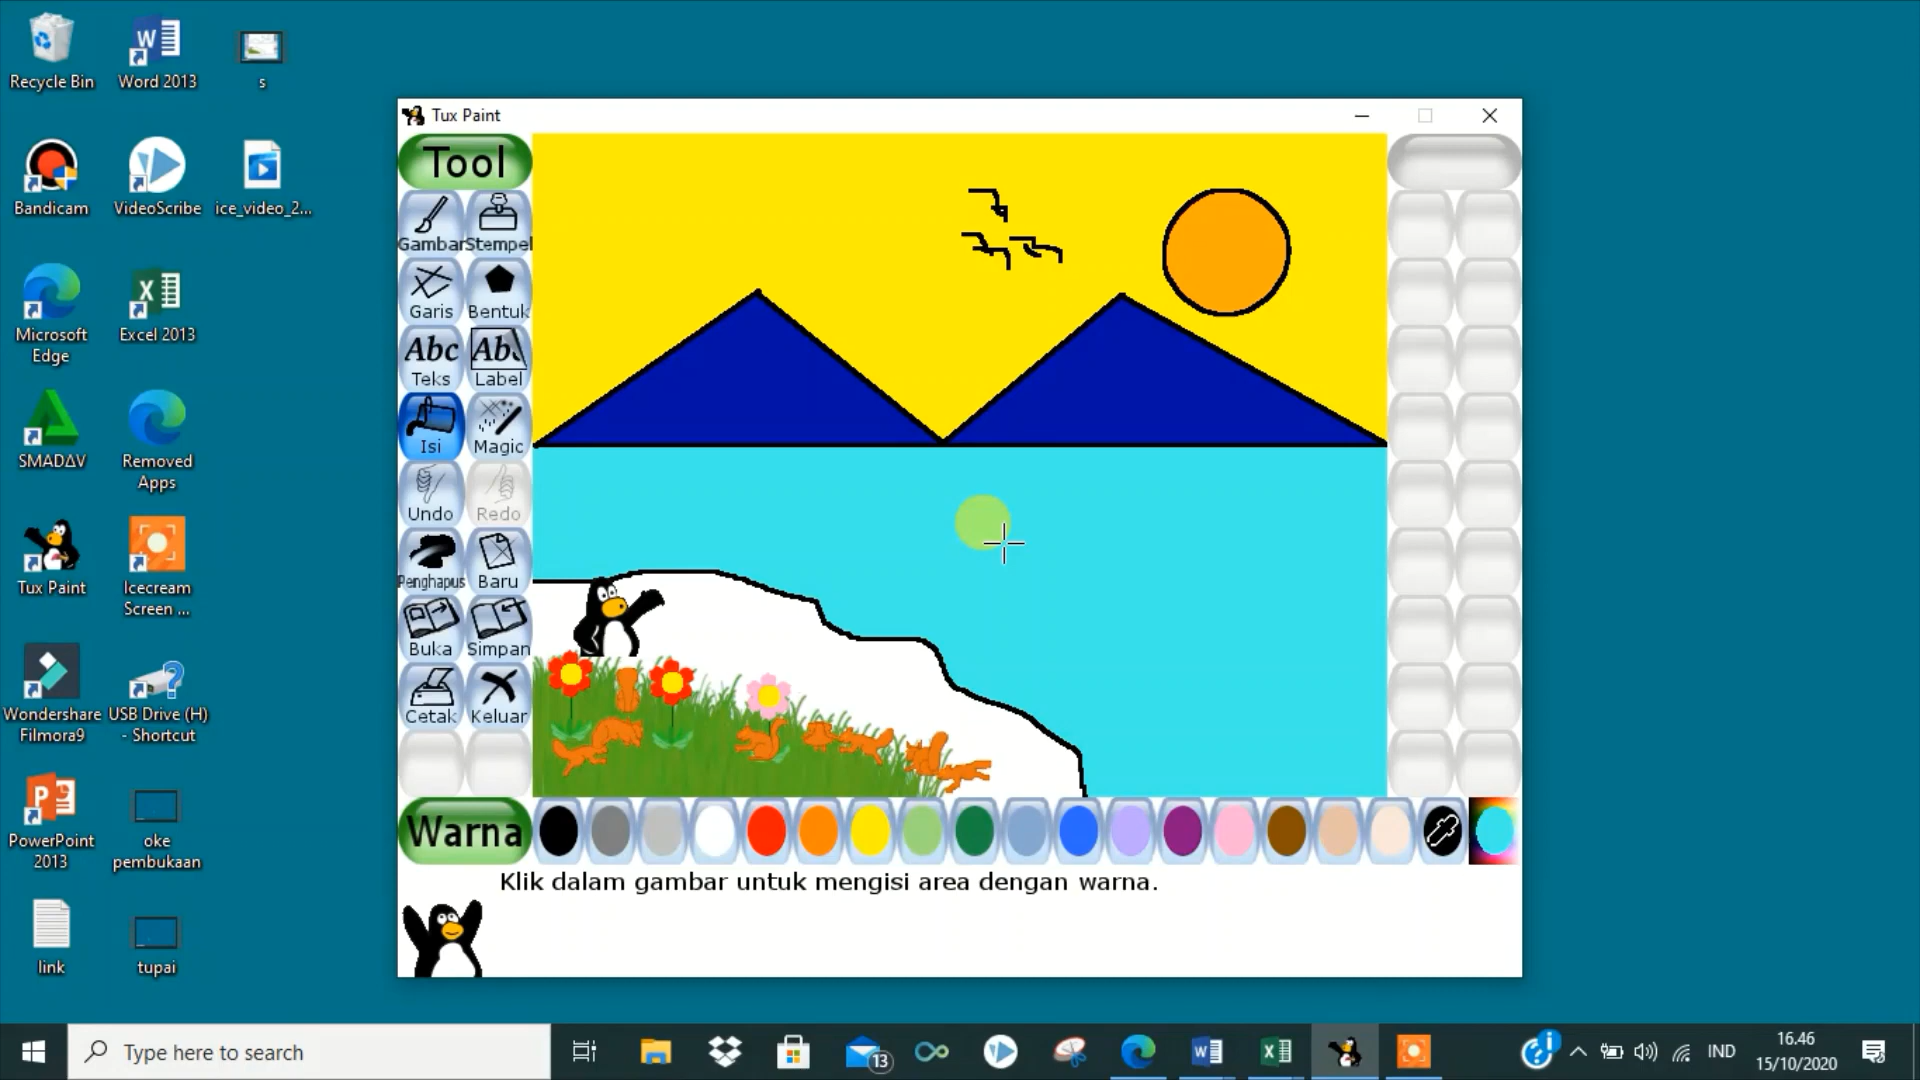 Recycle Bin
Word 2013
s
Bandicam
VideoScribe
ice_video_2...
Microsoft
Edge
Excel 2013
SMADΔV
Removed
Apps
Tux Paint
Icecream
Screen ...
Wondershare
Filmora9
USB Drive (H)
- Shortcut
PowerPoint
2013
oke
pembukaan
link
tupai
Tux Paint
Tool
Gambar
Stempel
Garis
Bentuk
Abc
Teks
Abc
Label
Isi
Magic
Undo
Redo
Penghapus
Baru
Buka
Simpan
Cetak
Keluar
Warna
Klik dalam gambar untuk mengisi area dengan warna.
Type here to search
13
IND
16.46
15/10/2020